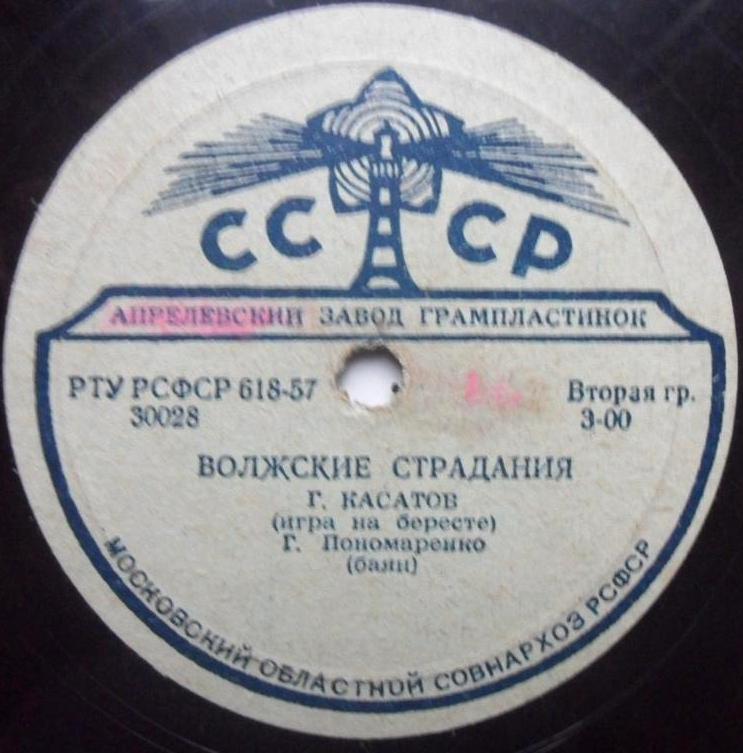 СССР
АПРЕЛЕВСКИЙ ЗАВОД ГРАМПЛАСТИНОК
РТУ РСФСР 618-57
30028
Вторая гр.
3-00
ВОЛЖСКИЕ СТРАДАНИЯ
Г. КАСАТОВ
(игра на бересте)
Г. Пономаренко
(баян)
МОСКОВСКИЙ ОБЛАСТНОЙ СОВНАРХОЗ РСФСР